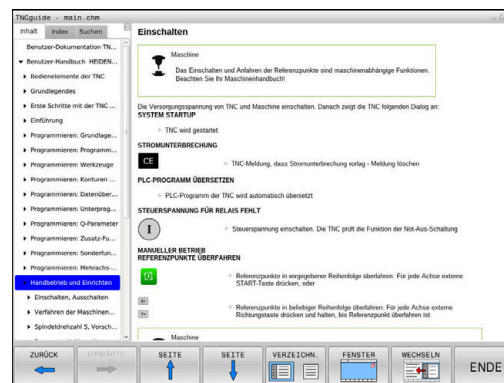 TNCguide - main.chm
Inhalt Index Suchen
Benutzer-Dokumentation TN...
Benutzer-Handbuch HEIDEN...
Bedienelemente der TNC
Grundlegendes
Erste Schritte mit der TNC ...
Einführung
Programmieren: Grundlage...
Programmieren: Programm...
Programmieren: Werkzeuge
Programmieren: Konturen ...
Programmieren: Datenüber...
Programmieren: Unterprog...
Programmieren: Q-Parameter
Programmieren: Zusatz-Fu...
Programmieren: Sonderfun...
Programmieren: Mehrachs-...
Handbetrieb und Einrichten
Einschalten, Ausschalten
Verfahren der Maschinen...
Spindeldrehzahl S, Vorsch...
Einschalten
Maschine
Das Einschalten und Anfahren der Referenzpunkte sind maschinenabhängige Funktionen.
Beachten Sie Ihr Maschinenhandbuch!
Die Versorgungsspannung von TNC und Maschine einschalten. Danach zeigt die TNC folgenden Dialog an:
SYSTEM STARTUP
TNC wird gestartet
STROMUNTERBRECHUNG
CE
TNC-Meldung, dass Stromunterbrechung vorlag - Meldung löschen
PLC-PROGRAMM ÜBERSETZEN
PLC-Programm der TNC wird automatisch übersetzt
STEUERSPANNUNG FÜR RELAIS FEHLT
I
Steuerspannung einschalten. Die TNC prüft die Funktion der Not-Aus-Schaltung
MANUELLER BETRIEB
REFERENZPUNKTE ÜBERFAHREN
Referenzpunkte in vorgegebener Reihenfolge überfahren: Für jede Achse externe
START-Taste drücken, oder
Referenzpunkte in beliebiger Reihenfolge überfahren: Für jede Achse externe
Richtungstaste drücken und halten, bis Referenzpunkt überfahren ist
Maschine
ZURÜCK VORWÄRTS SEITE SEITE VERZEICHN. FENSTER WECHSELN ENDE